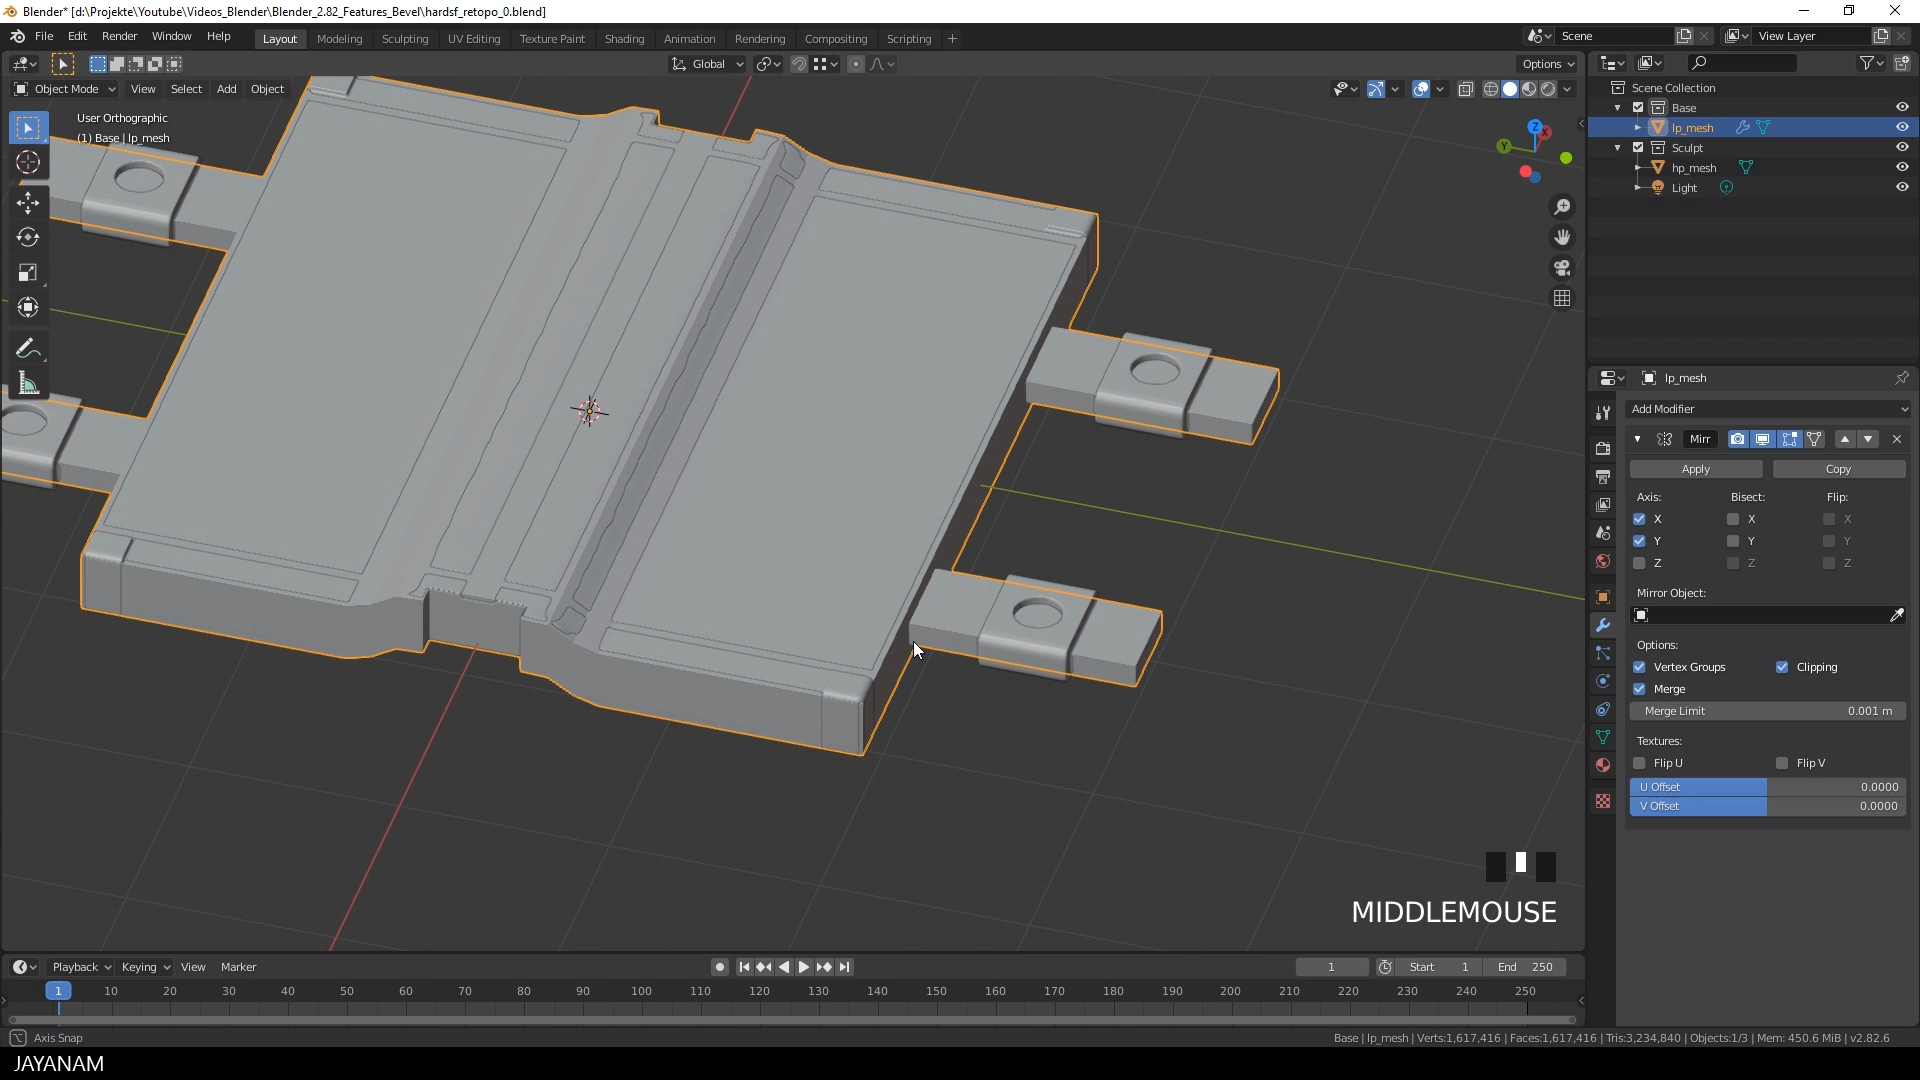 Blender* [d:\Projekte\Youtube\Videos_Blender\Blender_2.82_Features_Bevel\hardsf_retopo_0.blend]
File Edit Render Window Help Layout Modeling Sculpting UV Editing Texture Paint Shading Animation Rendering Compositing Scripting + Scene View Layer
Global Options
Object Mode View Select Add Object
User Orthographic
(1) Base | lp_mesh
Z
X
Y
Scene Collection
Base
lp_mesh
Sculpt
hp_mesh
Light
lp_mesh
Add Modifier
Mirr
Apply Copy
Axis: Bisect: Flip:
X X X
Y Y Y
Z Z Z
Mirror Object:
Options:
Vertex Groups Clipping
Merge
Merge Limit 0.001 m
Textures:
Flip U Flip V
U Offset 0.0000
V Offset 0.0000
MIDDLEMOUSE
Playback Keying View Marker 1 Start 1 End 250
1 10 20 30 40 50 60 70 80 90 100 110 120 130 140 150 160 170 180 190 200 210 220 230 240 250
Axis Snap Base | lp_mesh | Verts:1,617,416 | Faces:1,617,416 | Tris:3,234,840 | Objects:1/3 | Mem: 450.6 MiB | v2.82.6
JAYANAM